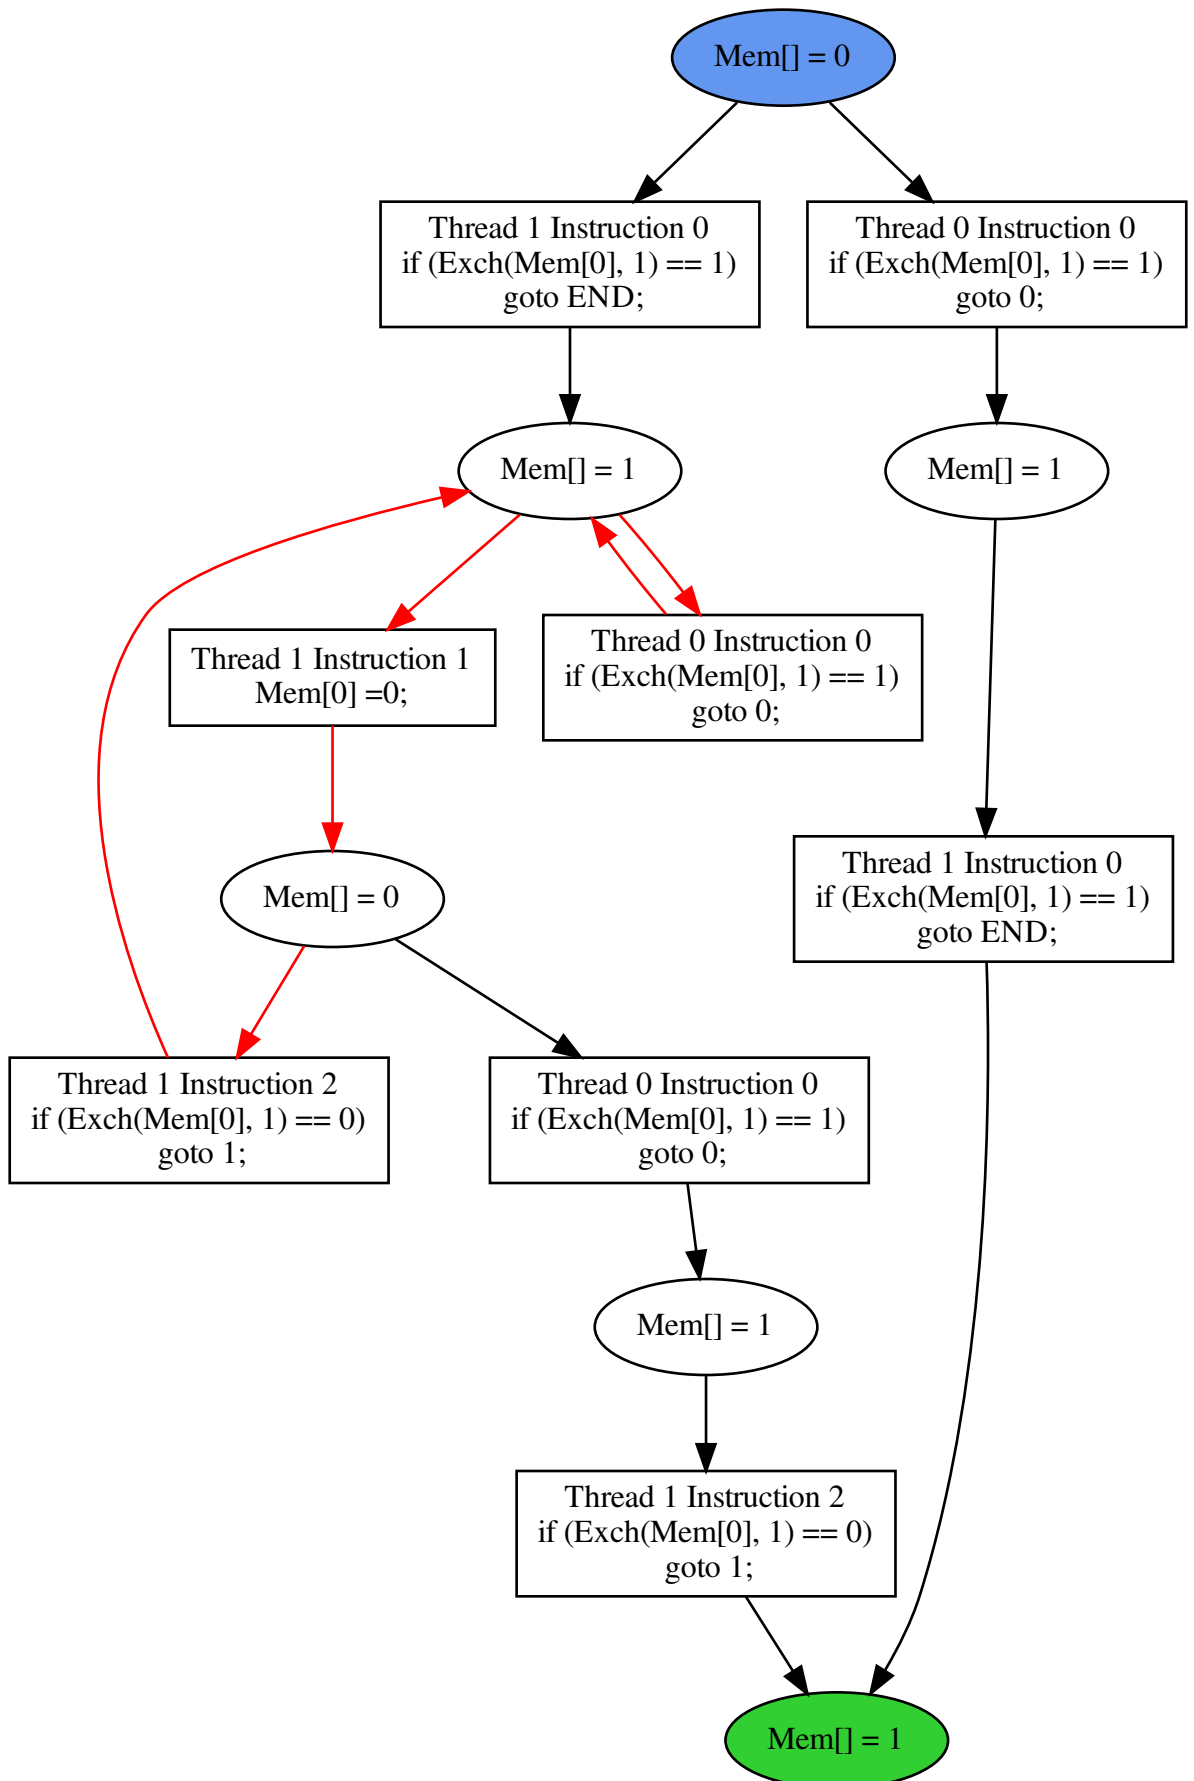 Mem[] = 0
Thread 1 Instruction 0
if (Exch(Mem[0], 1) == 1)
goto END;
Thread 0 Instruction 0
if (Exch(Mem[0], 1) == 1)
goto 0;
Mem[] = 1
Mem[] = 1
Thread 1 Instruction 1
Mem[0] =0;
Thread 0 Instruction 0
if (Exch(Mem[0], 1) == 1)
goto 0;
Mem[] = 0
Thread 1 Instruction 0
if (Exch(Mem[0], 1) == 1)
goto END;
Thread 1 Instruction 2
if (Exch(Mem[0], 1) == 0)
goto 1;
Thread 0 Instruction 0
if (Exch(Mem[0], 1) == 1)
goto 0;
Mem[] = 1
Thread 1 Instruction 2
if (Exch(Mem[0], 1) == 0)
goto 1;
Mem[] = 1